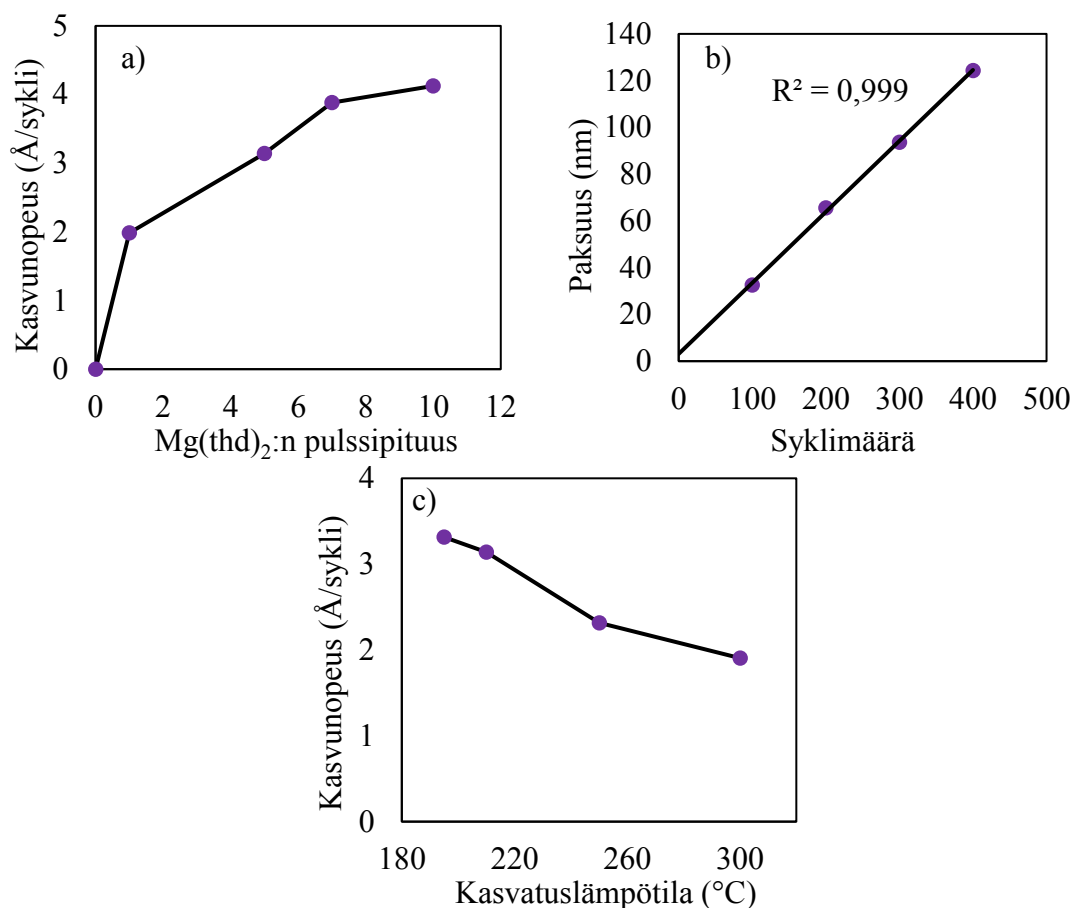 a)
Kasvunopeus (Å/sykli)
5
4
3
2
1
0
0 2 4 6 8 10 12
Mg(thd)₂:n pulssipituus
b)
R² = 0,999
Paksuus (nm)
140
120
100
80
60
40
20
0
0 100 200 300 400 500
Syklimäärä
c)
Kasvunopeus (Å/sykli)
4
3
2
1
0
180 220 260 300
Kasvatuslämpötila (°C)